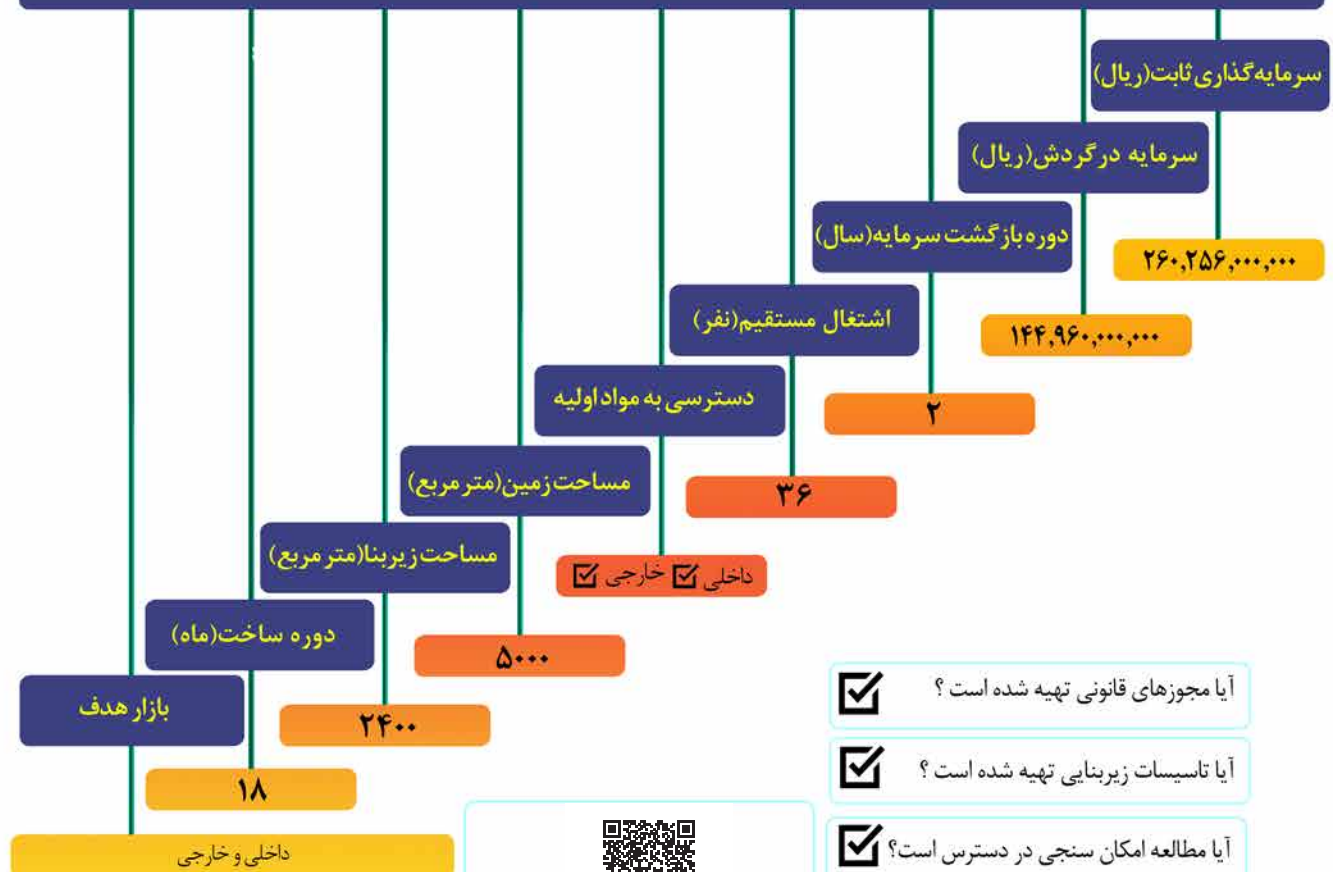 سرمایه‌گذاری ثابت(ریال)
۲۶۰,۲۵۶,۰۰۰,۰۰۰
سرمایه در گردش(ریال)
۱۴۴,۹۶۰,۰۰۰,۰۰۰
دوره بازگشت سرمایه(سال)
۲
اشتغال مستقیم(نفر)
۳۶
دسترسی به مواد اولیه
داخلی ☑ خارجی ☑
مساحت زمین(متر مربع)
۵۰۰۰
مساحت زیربنا(متر مربع)
۲۴۰۰
دوره ساخت(ماه)
۱۸
بازار هدف
داخلی و خارجی
آیا مجوزهای قانونی تهیه شده است ؟ ☑
آیا تاسیسات زیربنایی تهیه شده است ؟ ☑
آیا مطالعه امکان سنجی در دسترس است؟ ☑